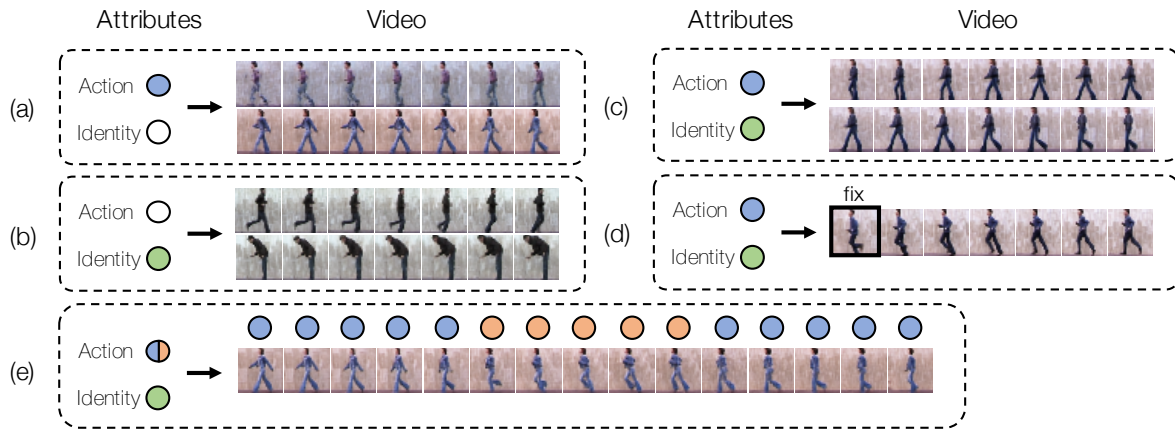 Attributes Video
(a)
Action
Identity
(b)
Action
Identity
Attributes Video
(c)
Action
Identity
(d)
Action
Identity
fix
(e)
Action
Identity